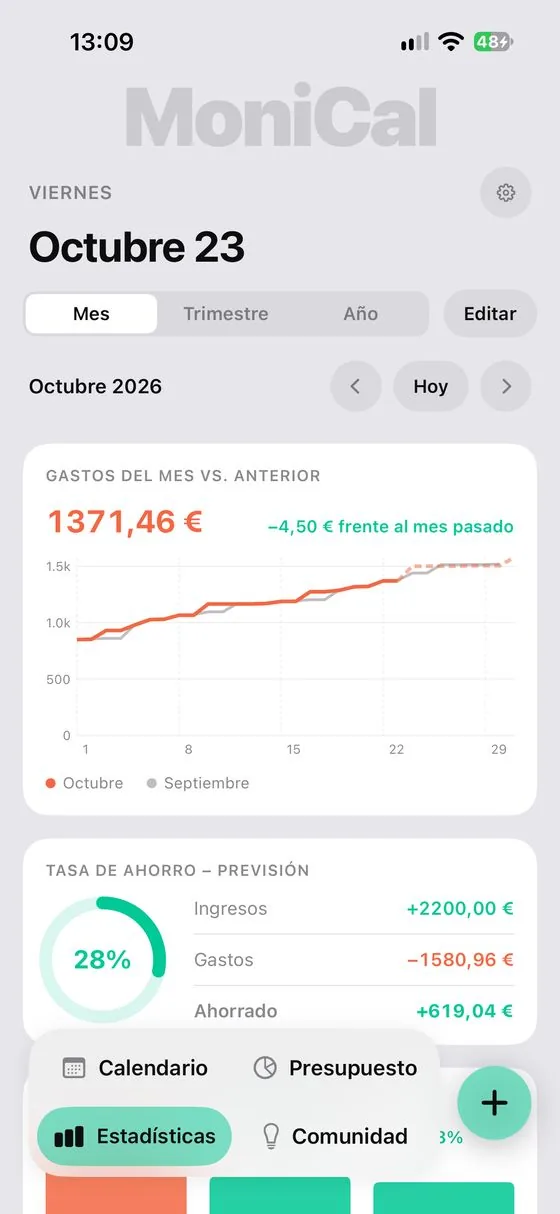 13:09
48
MoniCal
VIERNES
Octubre 23
Mes Trimestre Año Editar
Octubre 2026 Hoy
GASTOS DEL MES VS. ANTERIOR
1371,46 € −4,50 € frente al mes pasado
1.5k
1.0k
500
0
1 8 15 22 29
Octubre Septiembre
TASA DE AHORRO – PREVISIÓN
28%
Ingresos +2200,00 €
Gastos −1580,96 €
Ahorrado +619,04 €
Calendario Presupuesto
Estadísticas Comunidad